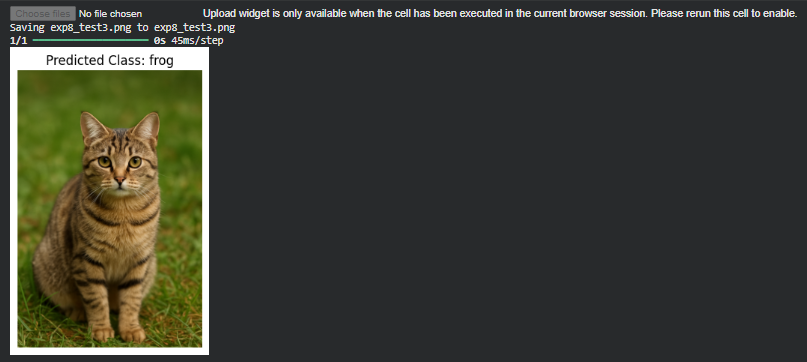 Choose files No file chosen Upload widget is only available when the cell has been executed in the current browser session. Please rerun this cell to enable.
Saving exp8_test3.png to exp8_test3.png
1/1 0s 45ms/step
Predicted Class: frog